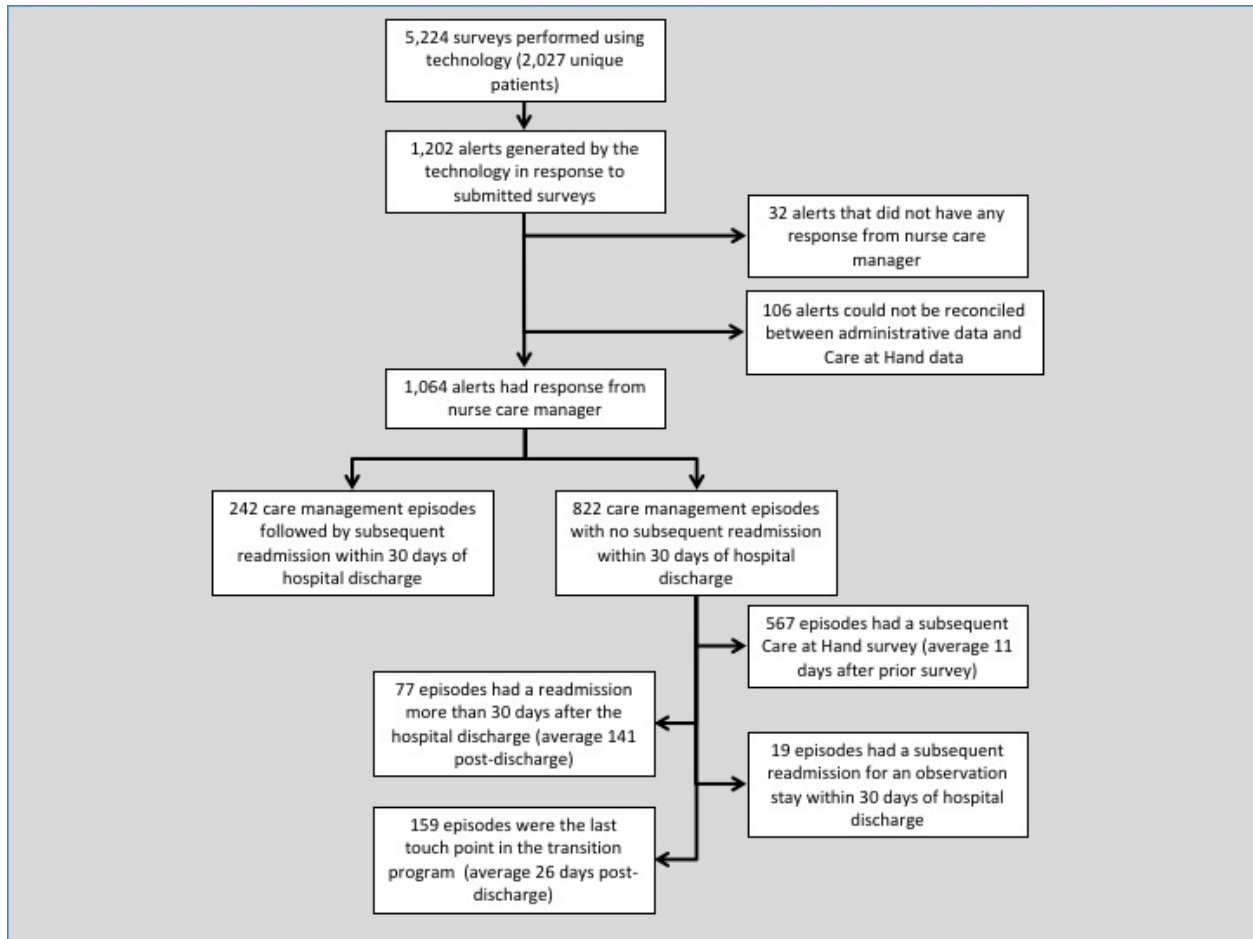 5,224 surveys performed using
technology (2,027 unique
patients)
1,202 alerts generated by the
technology in response to
submitted surveys
32 alerts that did not have any
response from nurse care
manager
106 alerts could not be reconciled
between administrative data and
Care at Hand data
1,064 alerts had response from
nurse care manager
242 care management episodes
followed by subsequent
readmission within 30 days of
hospital discharge
822 care management episodes
with no subsequent readmission
within 30 days of hospital
discharge
567 episodes had a subsequent
Care at Hand survey (average 11
days after prior survey)
77 episodes had a readmission
more than 30 days after the
hospital discharge (average 141
post-discharge)
19 episodes had a subsequent
readmission for an observation
stay within 30 days of hospital
discharge
159 episodes were the last
touch point in the transition
program (average 26 days post-
discharge)